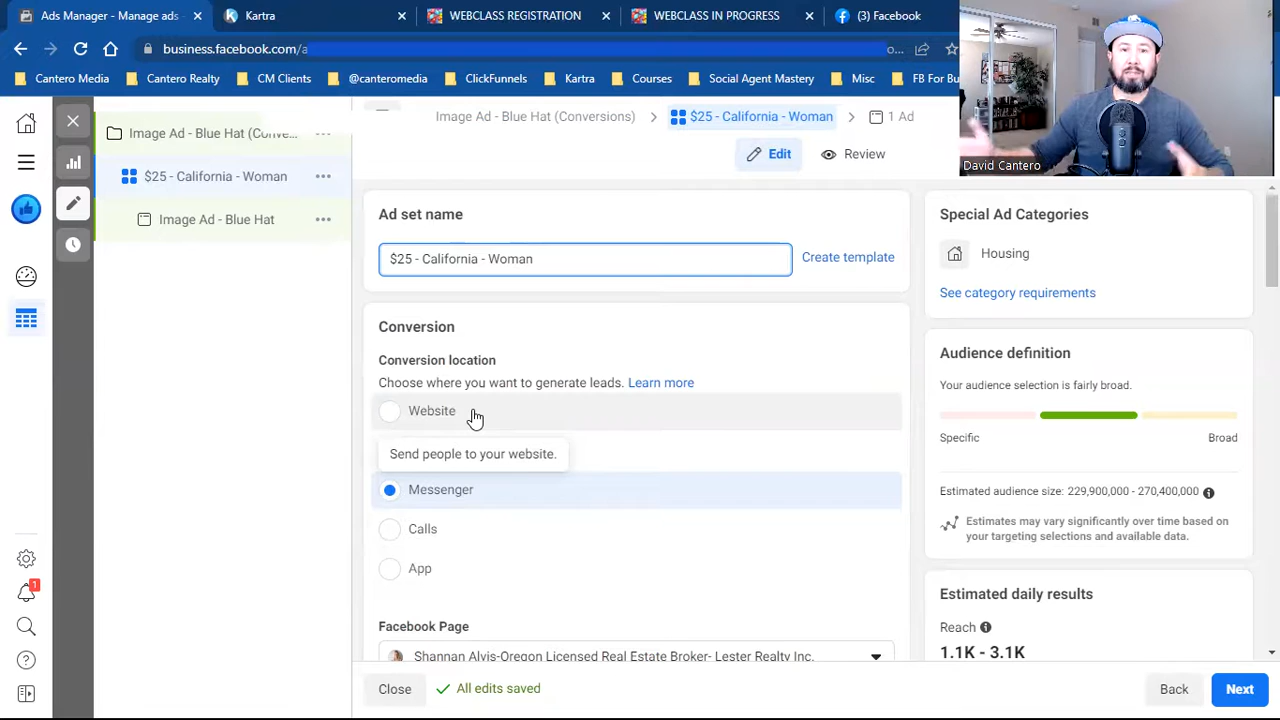 Ads Manager - Manage ads -
Kartra
WEBCLASS REGISTRATION
WEBCLASS IN PROGRESS
(3) Facebook
business.facebook.com/a
o...
Cantero Media
Cantero Realty
CM Clients
@canteromedia
ClickFunnels
Kartra
Courses
Social Agent Mastery
Misc
FB For B
David Cantero
Image Ad - Blue Hat (Conve...
$25 - California - Woman
Image Ad - Blue Hat
Image Ad - Blue Hat (Conversions)
$25 - California - Woman
1 Ad
Edit
Review
Ad set name
$25 - California - Woman
Create template
Conversion
Conversion location
Choose where you want to generate leads. Learn more
Website
Send people to your website.
Messenger
Calls
App
Facebook Page
Shannan Alvis-Oregon Licensed Real Estate Broker- Lester Realty Inc.
Special Ad Categories
Housing
See category requirements
Audience definition
Your audience selection is fairly broad.
Specific
Broad
Estimated audience size: 229,900,000 - 270,400,000
Estimates may vary significantly over time based on
your targeting selections and available data.
Estimated daily results
Reach
1.1K - 3.1K
1
Close
All edits saved
Back
Next